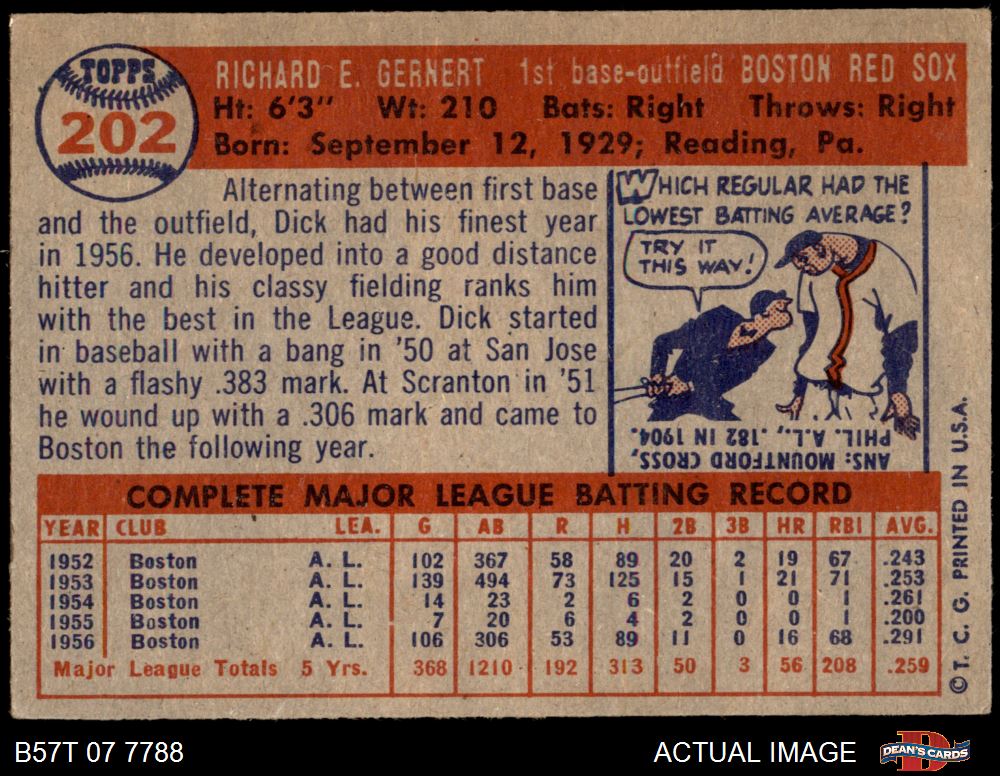 TOPPS
202
RICHARD E. GERNERT 1st base-outfield BOSTON RED SOX
Ht: 6'3" Wt: 210 Bats: Right Throws: Right
Born: September 12, 1929; Reading, Pa.
Alternating between first base
and the outfield, Dick had his finest year
in 1956. He developed into a good distance
hitter and his classy fielding ranks him
with the best in the League. Dick started
in baseball with a bang in '50 at San Jose
with a flashy .383 mark. At Scranton in '51
he wound up with a .306 mark and came to
Boston the following year.
WHICH REGULAR HAD THE
LOWEST BATTING AVERAGE?
TRY IT
THIS WAY!
ANS: MOUNTFORD CROSS,
PHIL. A.L., .182 IN 1904.
COMPLETE MAJOR LEAGUE BATTING RECORD
YEAR CLUB LEA. G AB R H 2B 3B HR RBI AVG.
1952 Boston A. L. 102 367 58 89 20 2 19 67 .243
1953 Boston A. L. 139 494 73 125 15 1 21 71 .253
1954 Boston A. L. 14 23 2 6 2 0 0 1 .261
1955 Boston A. L. 7 20 6 4 2 0 0 1 .200
1956 Boston A. L. 106 306 53 89 11 0 16 68 .291
Major League Totals 5 Yrs. 368 1210 192 313 50 3 56 208 .259
©T. C. G. PRINTED IN U.S.A.
B57T 07 7788
ACTUAL IMAGE
D
DEAN'S CARDS